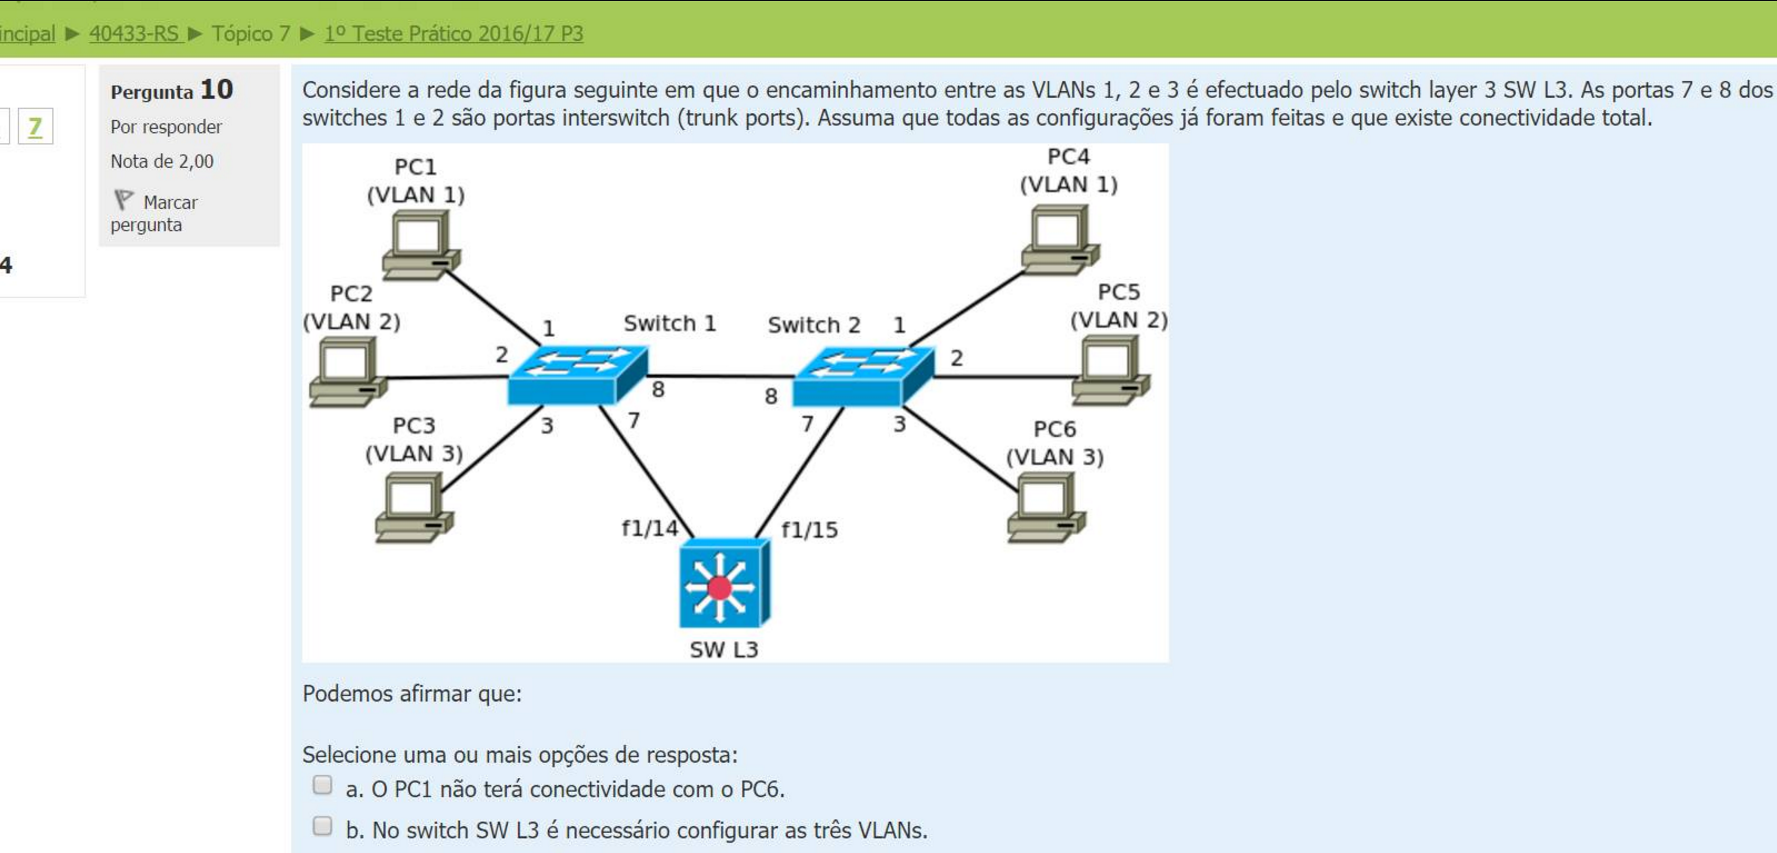 incipal ► 40433-RS ► Tópico 7 ► 1º Teste Prático 2016/17 P3
7
4
Pergunta 10
Por responder
Nota de 2,00
Marcar
pergunta
Considere a rede da figura seguinte em que o encaminhamento entre as VLANs 1, 2 e 3 é efectuado pelo switch layer 3 SW L3. As portas 7 e 8 dos
switches 1 e 2 são portas interswitch (trunk ports). Assuma que todas as configurações já foram feitas e que existe conectividade total.
PC1
(VLAN 1)
PC4
(VLAN 1)
PC2
(VLAN 2)
PC5
(VLAN 2)
1
Switch 1
Switch 2
1
2
2
8
8
3
7
7
3
PC3
(VLAN 3)
PC6
(VLAN 3)
f1/14
f1/15
SW L3
Podemos afirmar que:
Selecione uma ou mais opções de resposta:
a. O PC1 não terá conectividade com o PC6.
b. No switch SW L3 é necessário configurar as três VLANs.